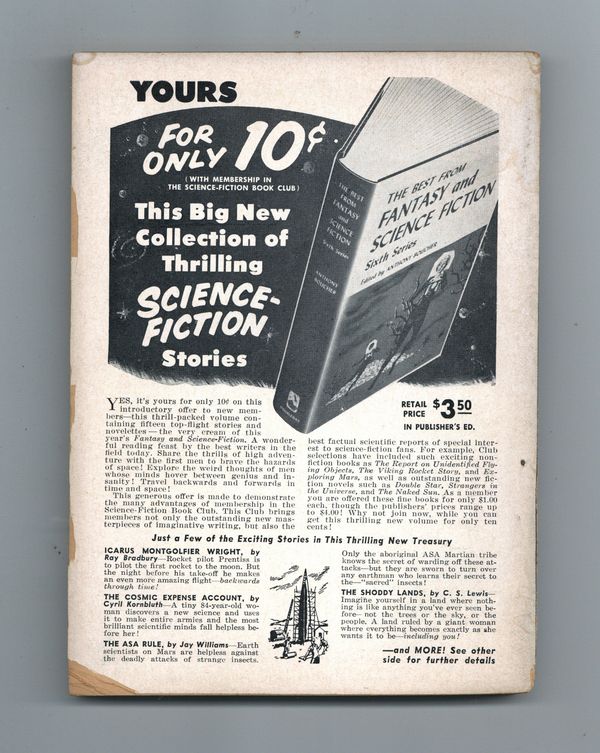 YOURS
FOR
ONLY 10¢
(WITH MEMBERSHIP IN
THE SCIENCE-FICTION BOOK CLUB)
This Big New
Collection of
Thrilling
SCIENCE-
FICTION
Stories
THE BEST
FROM
FANTASY
and
SCIENCE
FICTION
Sixth Series
ANTHONY
BOUCHER
THE BEST FROM
FANTASY and
SCIENCE FICTION
Sixth Series
Edited by ANTHONY BOUCHER
RETAIL PRICE $3.50
IN PUBLISHER'S ED.
YES, it's yours for only 10¢ on this
introductory offer to new mem-
bers—this thrill-packed volume con-
taining fifteen top-flight stories and
novelettes—the very cream of this
year's Fantasy and Science-Fiction. A wonder-
ful reading feast by the best writers in the
field today. Share the thrills of high adven-
ture with the first men to brave the hazards
of space! Explore the weird thoughts of men
whose minds hover between genius and in-
sanity! Travel backwards and forwards in
time and space!
This generous offer is made to demonstrate
the many advantages of membership in the
Science-Fiction Book Club. This Club brings
members not only the outstanding new mas-
terpieces of imaginative writing, but also the
best factual scientific reports of special inter-
est to science-fiction fans. For example, Club
selections have included such exciting non-
fiction books as The Report on Unidentified Fly-
ing Objects, The Viking Rocket Story, and Ex-
ploring Mars, as well as outstanding new fic-
tion novels such as Double Star, Strangers in
the Universe, and The Naked Sun. As a member
you are offered these fine books for only $1.00
each, though the publishers' prices range up
to $4.00! Why not join now, while you can
get this thrilling volume for only ten
cents!
Just a Few of the Exciting Stories in This Thrilling New Treasury
ICARUS MONTGOLFIER WRIGHT, by
Ray Bradbury—Rocket pilot Prentiss is
to pilot the first rocket to the moon. But
the night before his take-off he makes
an even more amazing flight—backwards
through time!
THE COSMIC EXPENSE ACCOUNT, by
Cyril Kornbluth—A tiny 84-year-old wo-
man discovers a new science and uses
it to make entire armies and the most
brilliant scientific minds fall helpless be-
fore her!
THE ASA RULE, by Jay Williams—Earth
scientists on Mars are helpless against
the deadly attacks of strange insects.
Only the aboriginal ASA Martian tribe
knows the secret of warding off these at-
tacks—but they are sworn to turn over
any earthman who learns their secret to
the—"sacred" insects!
THE SHODDY LANDS, by C. S. Lewis—
Imagine yourself in a land where noth-
ing is like anything you've ever seen be-
fore—not the trees or the sky, or the
people. A land ruled by a giant woman
where everything becomes exactly as she
wants it to be—including you!
—and MORE! See other
side for further details